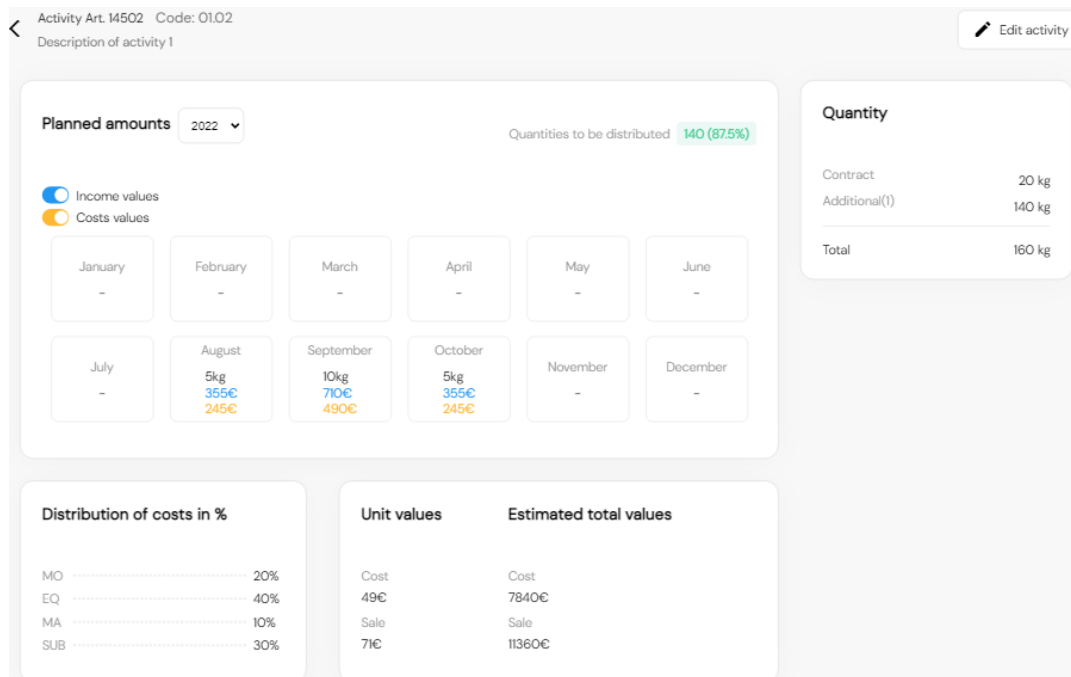 Activity Art. 14502 Code: 01.02
Description of activity 1
Edit activity
Planned amounts 2022
Quantities to be distributed 140 (87.5%)
Income values
Costs values
January February March April May June
- - - - - -
July
-
August
5kg
355€
245€
September
10kg
710€
490€
October
5kg
355€
245€
November
-
December
-
Quantity
Contract 20 kg
Additional(1) 140 kg
Total 160 kg
Distribution of costs in %
MO 20%
EQ 40%
MA 10%
SUB 30%
Unit values Estimated total values
Cost Cost
49€ 7840€
Sale Sale
71€ 11360€